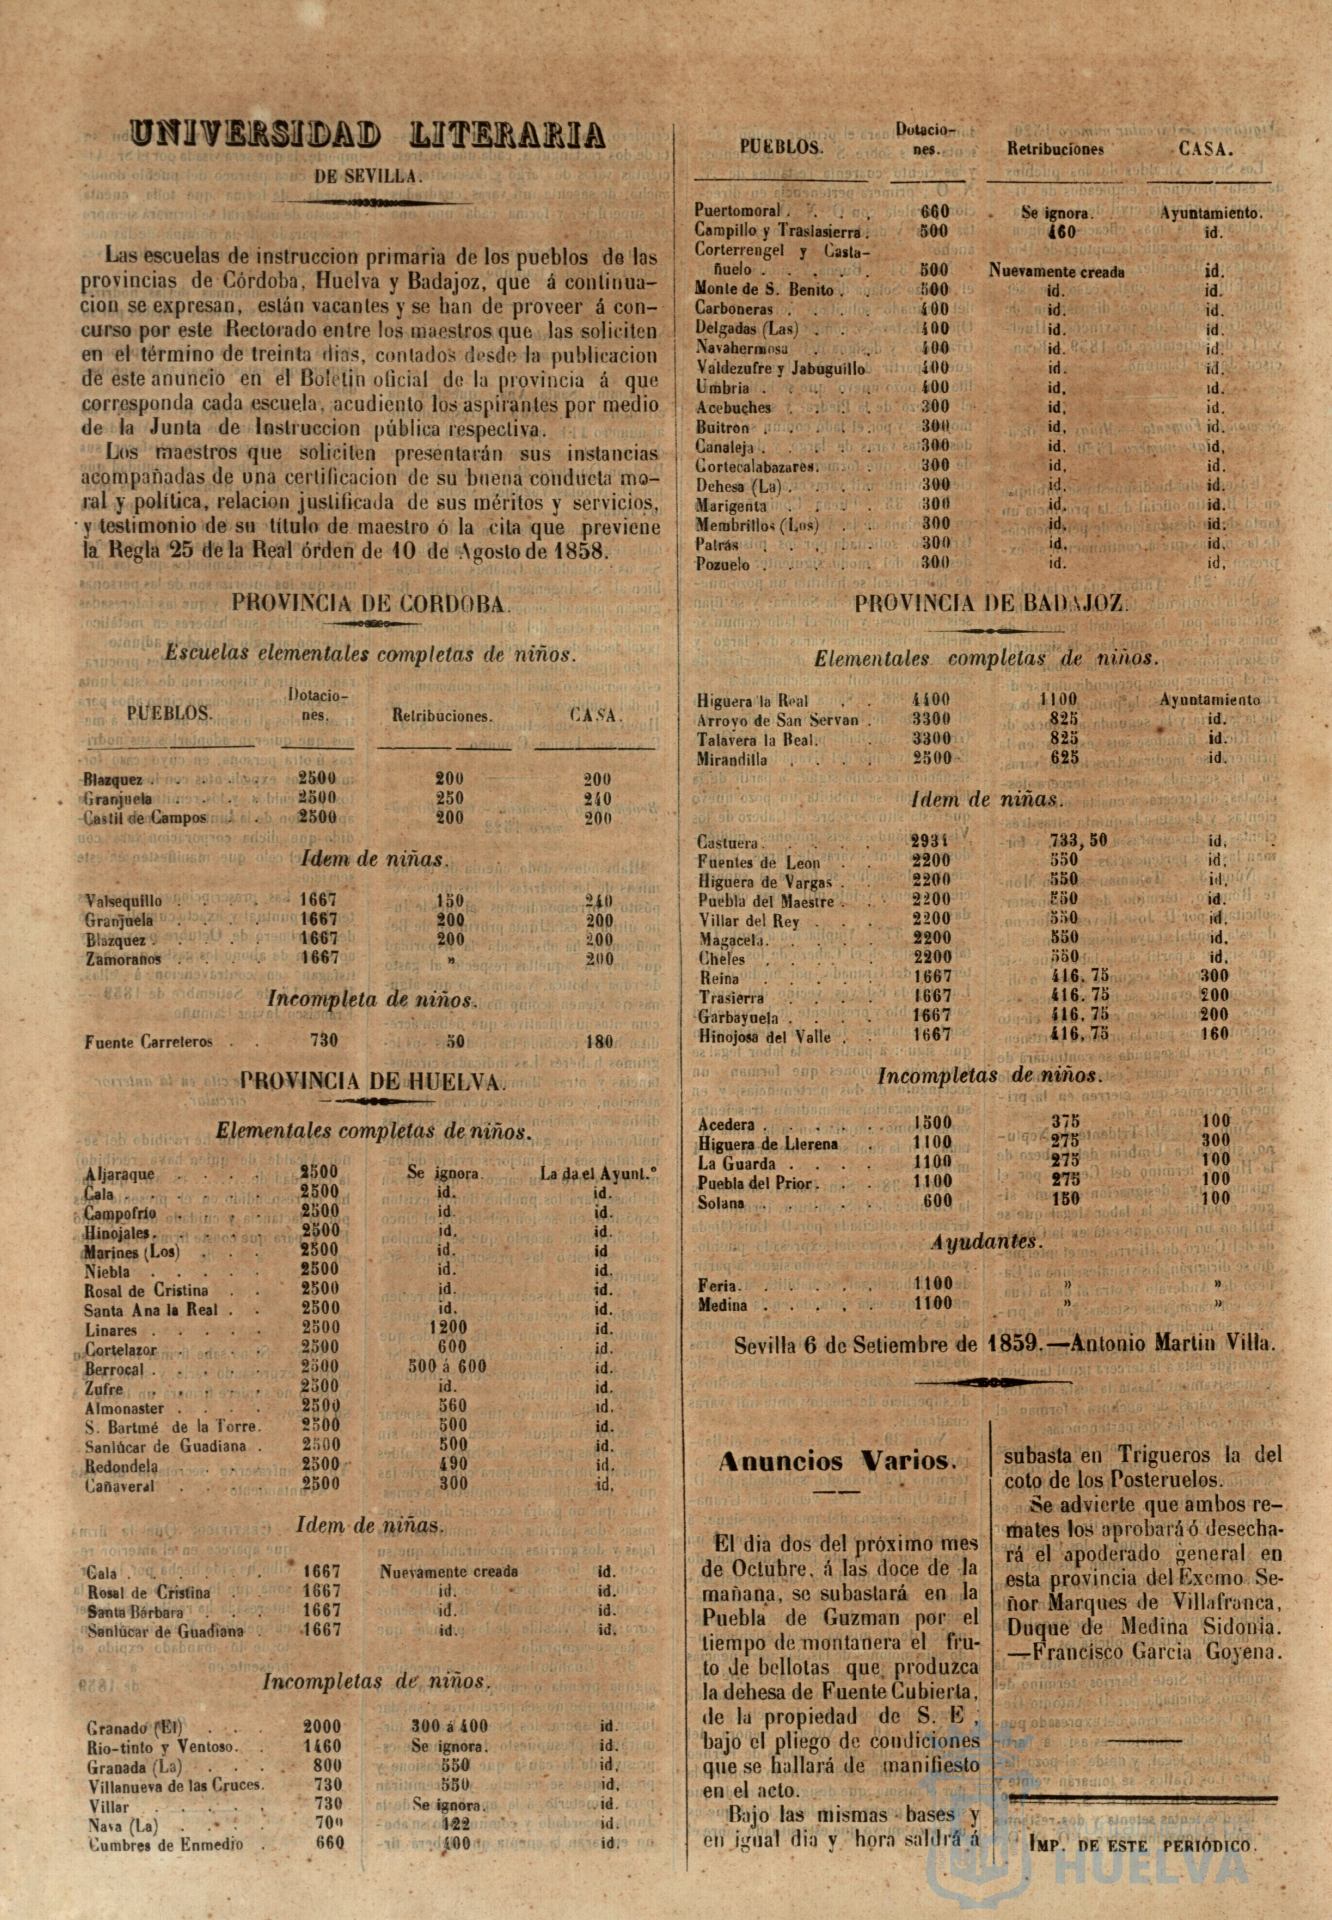 UNIVERSIDAD LITERARIA
DE SEVILLA.
Las escuelas de instruccion primaria de los pueblos de las
provincias de Córdoba, Huelva y Badajoz, que á continua-
cion se expresan, están vacantes y se han de proveer á con-
curso por este Rectorado entre los maestros que las soliciten
en el término de treinta dias, contados desde la publicacion
de este anuncio en el Boletin oficial de la provincia á que
corresponda cada escuela, acudiento los aspirantes por medio
de la Junta de Instruccion pública respectiva.
Los maestros que soliciten presentarán sus instancias
acompañadas de una certificacion de su buena conducta mo-
ral y política, relacion justificada de sus méritos y servicios,
y testimonio de su título de maestro ó la cita que previene
la Regla 25 de la Real órden de 10 de Agosto de 1858.
PROVINCIA DE CORDOBA.
Escuelas elementales completas de niños.
PUEBLOS. Dotacio-nes. Retribuciones. CASA.
Blazquez . . . . . . 2500 200 200
Granjuela . . . . . 2500 250 240
Castil de Campos . . 2500 200 200
Idem de niñas.
Valsequillo . . . . . 1667 150 240
Granjuela . . . . 1667 200 200
Blazquez . . . . . 1667 200 200
Zamoranos . . . . 1667 » 200
Incompleta de niños.
Fuente Carreteros . . 730 50 180
PROVINCIA DE HUELVA.
Elementales completas de niños.
Aljaraque . . . . 2500 Se ignora. La da el Ayunt.º
Cala . . . . . . 2500 id. id.
Campofrío . . . . 2500 id. id.
Hinojales. . . . . 2500 id. id.
Marines (Los) . . . 2500 id. id
Niebla . . . . . 2500 id. id.
Rosal de Cristina . . 2500 id. id.
Santa Ana la Real . . 2500 id. id.
Linares . . . . . 2500 1200 id.
Cortelazor . . . . 2500 600 id.
Berrocal . . . . . 2500 500 á 600 id.
Zufre . . . . . 2500 id. id.
Almonaster . . . . 2500 560 id.
S. Bartmé de la Torre. 2500 500 id.
Sanlúcar de Guadiana . 2500 500 id.
Redondela . . . 2500 490 id.
Cañaveral . . . . 2500 300 id.
Idem de niñas.
Cala . . . . . . 1667 Nuevamente creada id.
Rosal de Cristina . . 1667 id. id.
Santa Bárbara . . . 1667 id. id.
Sanlúcar de Guadiana . 1667 id. id.
Incompletas de niños.
Granado (El) . . . 2000 300 á 400 id.
Rio-tinto y Ventoso. . 1460 Se ignora. id.
Granada (La) . . . 800 550 id.
Villanueva de las Cruces. 730 550 id.
Villar . . . . . 730 Se ignora. id.
Nava (La) . . . . 700 122 id.
Cumbres de Enmedio . 660 400 id.
PUEBLOS. Dotacio-nes. Retribuciones CASA.
Puertomoral . . . . , 660 Se ignora. Ayuntamiento.
Campillo y Traslasierra . 500 460 id.
Corterrengel y Casta-
ñuelo . . . . . . 500 Nuevamente creada id.
Monte de S. Benito . . 500 id. id.
Carboneras . . . . . 400 id. id.
Delgadas (Las) . . . 400 id. id.
Navahermosa . . . 400 id. id.
Valdezufre y Jabuguillo 400 id. id.
Umbria . . . . . 400 id. id.
Acebuches . . . . 300 id, id.
Buitron . . . . . 300 id, id.
Canaleja . . . . . 300 id. id,
Cortecalabazares. . . 300 id, id.
Dehesa (La) . . . . 300 id. id.
Marigenta . . . . 300 id. id.
Membrillos (Los) . . 300 id, id.
Patrás . . . . . 300 id, id.
Pozuelo . . . . . 300 id. id,
PROVINCIA DE BADAJOZ.
Elementales completas de niños.
Higuera la Real . . 4400 1100 Ayuntamiento
Arroyo de San Servan . 3300 825 id.
Talavera la Real. . 3300 825 id.
Mirandilla . . . . 2500 625 id.
Idem de niñas.
Castuera . . . . . 2931 733,50 id.
Fuentes de Leon . . 2200 550 id.
Higuera de Vargas . . 2200 550 id.
Puebla del Maestre . . 2200 550 id.
Villar del Rey . . . 2200 550 id.
Magacela. . . . . 2200 550 id.
Cheles . . . . . 2200 550 id.
Reina . . . . . 1667 416.75 300
Trasierra . . . . 1667 416.75 200
Garbayuela . . . . 1667 416.75 200
Hinojosa del Valle . . 1667 416,75 160
Incompletas de niños.
Acedera . . . . . 1500 375 100
Higuera de Llerena . 1100 275 300
La Guarda . . . . 1100 275 100
Puebla del Prior . . . 1100 275 100
Solana . . . . . 600 150 100
Ayudantes.
Feria. . . . . . 1100 » »
Medina . . . . . 1100 » »
Sevilla 6 de Setiembre de 1859.—Antonio Martin Villa.
Anuncios Varios.
El dia dos del próximo mes
de Octubre, á las doce de la
mañana, se subastará en la
Puebla de Guzman por el
tiempo de montanera el fru-
to de bellotas que produzca
la dehesa de Fuente Cubierta,
de la propiedad de S. E ,
bajo el pliego de condiciones
que se hallará de manifiesto
en el acto.
Bajo las mismas bases y
en igual dia y hora saldrá á
subasta en Trigueros la del
coto de los Posteruelos.
Se advierte que ambos re-
mates los aprobará ó desecha-
rá el apoderado general en
esta provincia del Excmo Se-
ñor Marques de Villafranca,
Duque de Medina Sidonia.
—Francisco Garcia Goyena.
IMP. DE ESTE PERIÓDICO.
HUELVA